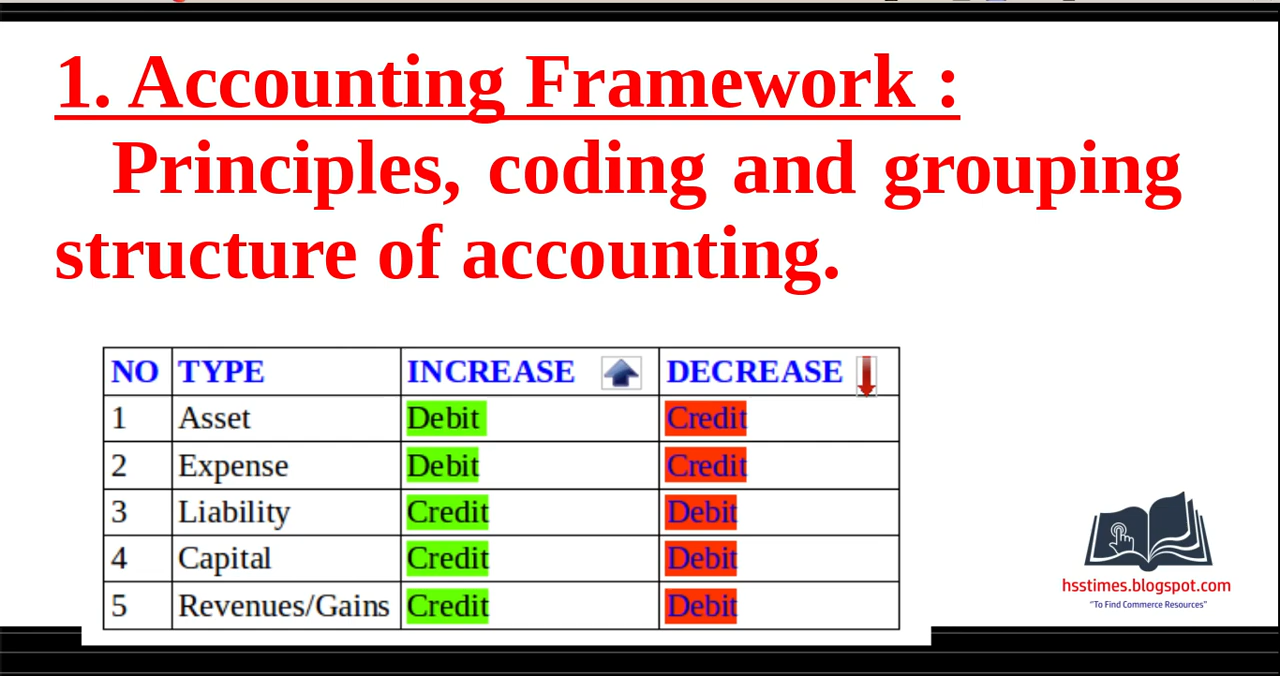 1. Accounting Framework :
Principles, coding and grouping
structure of accounting.
NO TYPE INCREASE DECREASE
1 Asset Debit Credit
2 Expense Debit Credit
3 Liability Credit Debit
4 Capital Credit Debit
5 Revenues/Gains Credit Debit
hsstimes.blogspot.com
"To Find Commerce Resources"